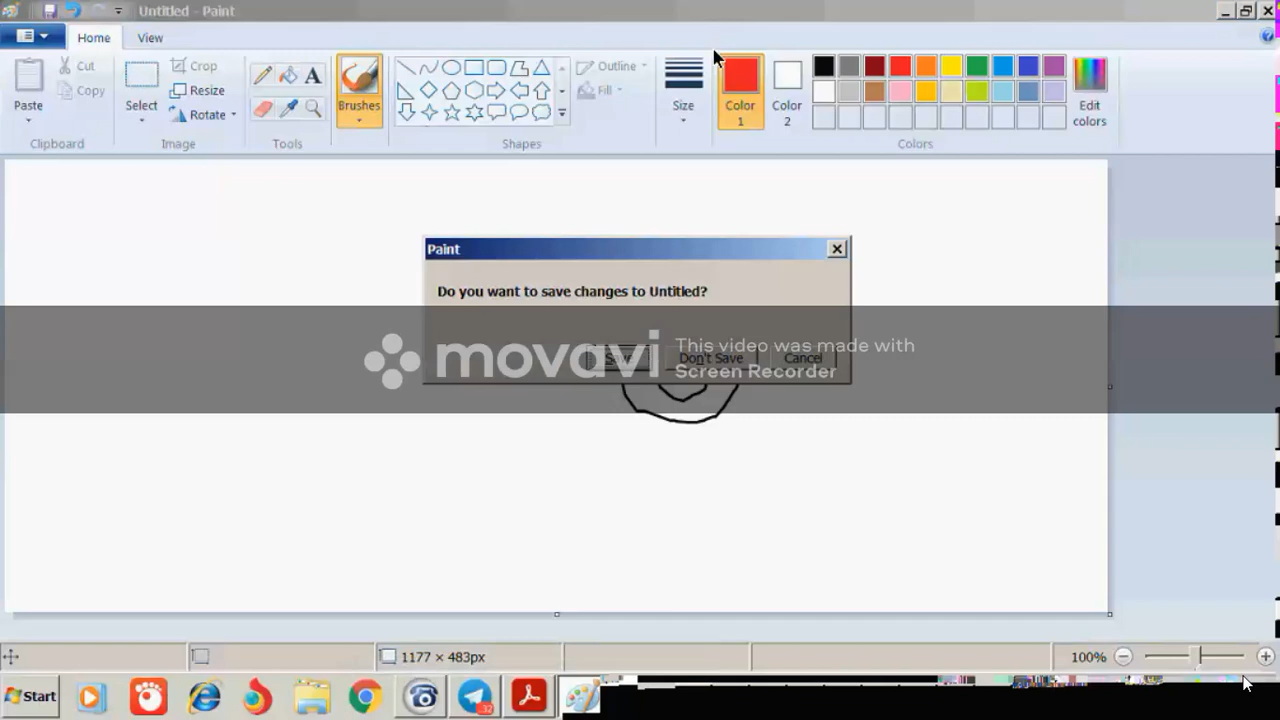 Untitled - Paint
Home
View
Paste
Cut
Copy
Clipboard
Select
Crop
Resize
Rotate
Image
A
Tools
Brushes
Outline
Fill
Shapes
Size
Color
1
Color
2
Edit
colors
Colors
Paint
Do you want to save changes to Untitled?
Save
Don't Save
Cancel
movavi
This video was made with
Screen Recorder
1177 × 483px
100%
Start
32